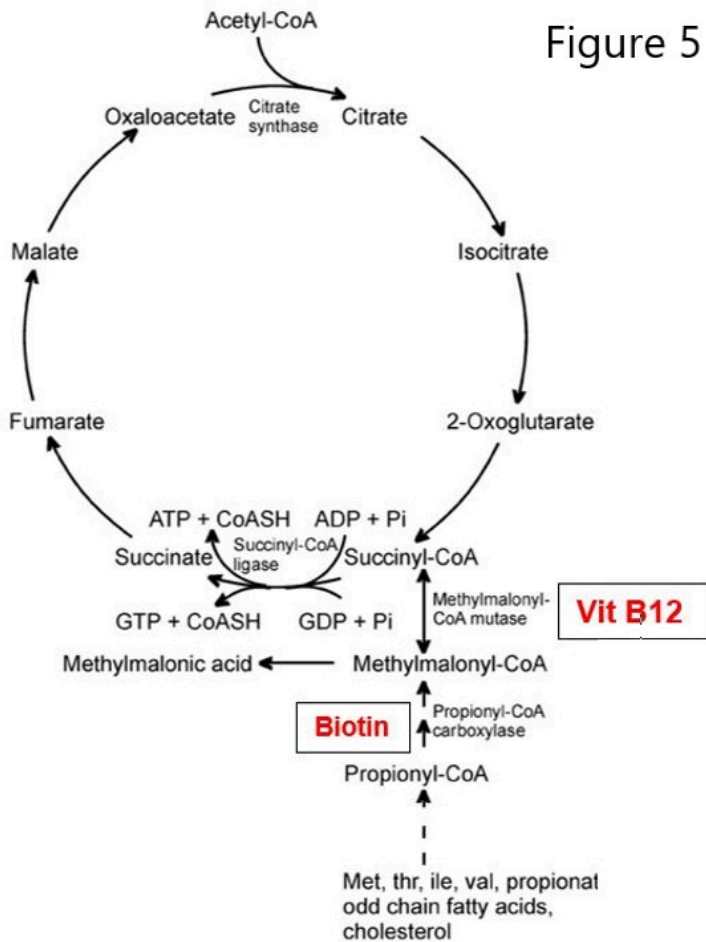 Acetyl-CoA
Figure 5
Oxaloacetate
Citrate
synthase
Citrate
Malate
Isocitrate
Fumarate
2-Oxoglutarate
ATP + CoASH
ADP + Pi
Succinate
Succinyl-CoA
ligase
Succinyl-CoA
GTP + CoASH
GDP + Pi
Methylmalonyl-
CoA mutase
Vit B12
Methylmalonic acid
Methylmalonyl-CoA
Biotin
Propionyl-CoA
carboxylase
Propionyl-CoA
Met, thr, ile, val, propionat
odd chain fatty acids,
cholesterol